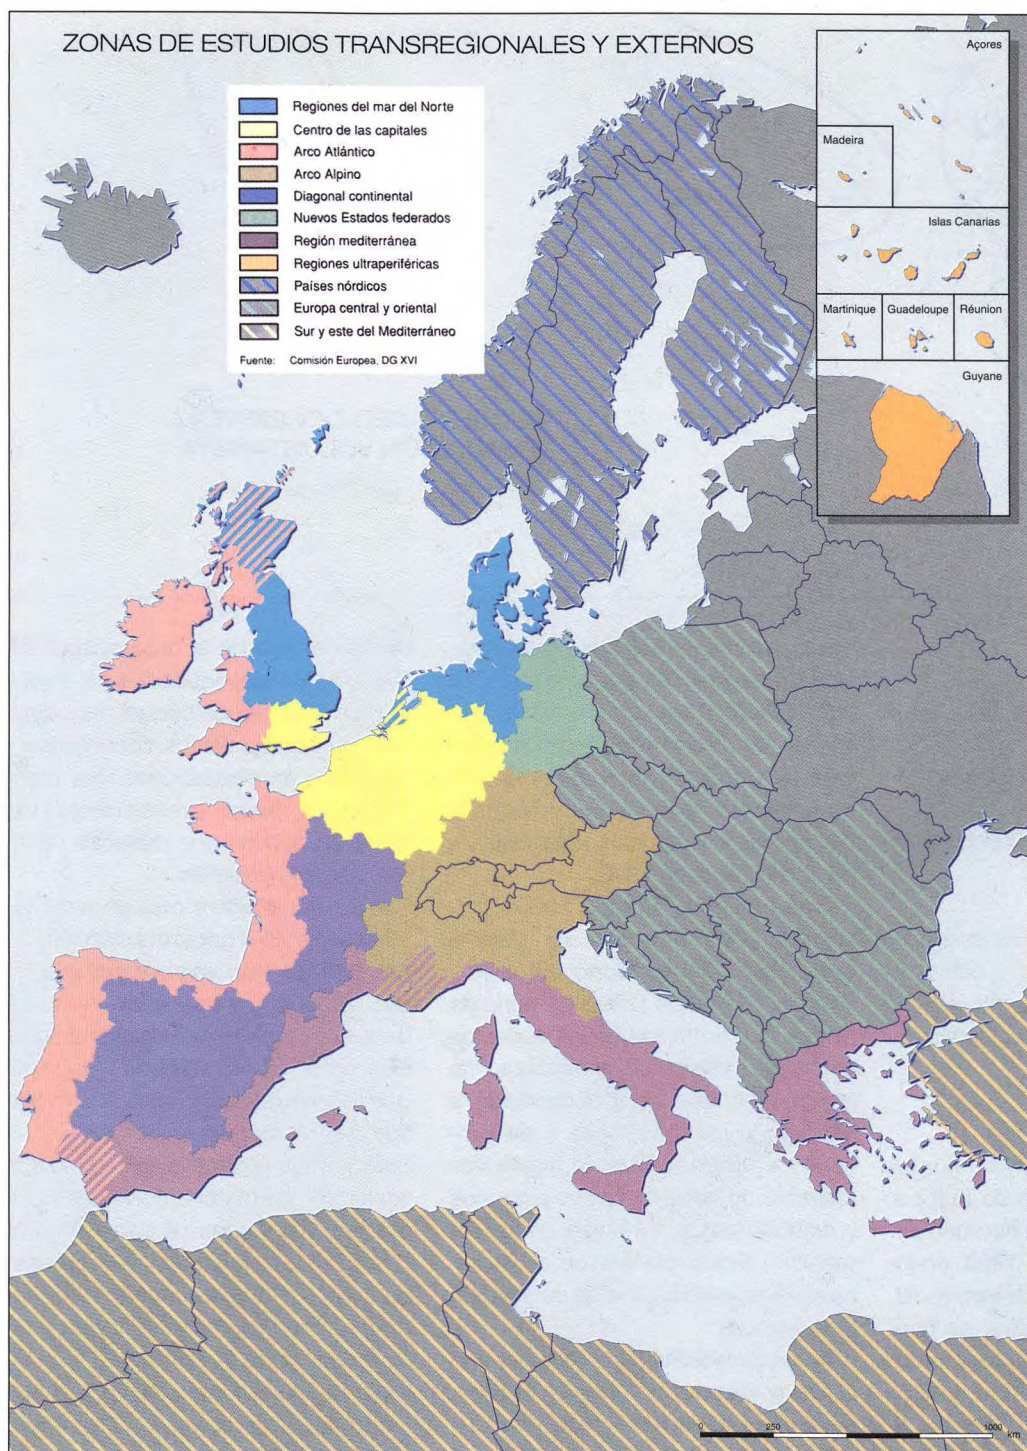 ZONAS DE ESTUDIOS TRANSREGIONALES Y EXTERNOS
Regiones del mar del Norte
Centro de las capitales
Arco Atlántico
Arco Alpino
Diagonal continental
Nuevos Estados federados
Región mediterránea
Regiones ultraperiféricas
Países nórdicos
Europa central y oriental
Sur y este del Mediterráneo
Fuente: Comisión Europea, DG XVI
Açores
Madeira
Islas Canarias
Martinique
Guadeloupe
Réunion
Guyane
0 250 1000 km